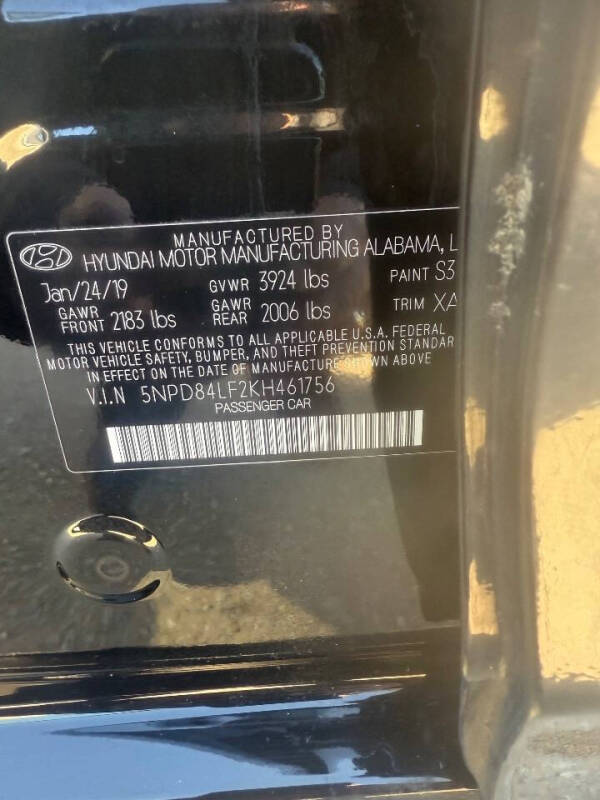 MANUFACTURED BY
HYUNDAI MOTOR MANUFACTURING ALABAMA, L
Jan/24/19 GVWR 3924 lbs PAINT S3
GAWR FRONT 2183 lbs GAWR REAR 2006 lbs TRIM XA
THIS VEHICLE CONFORMS TO ALL APPLICABLE U.S.A. FEDERAL
MOTOR VEHICLE SAFETY, BUMPER, AND THEFT PREVENTION STANDAR
IN EFFECT ON THE DATE OF MANUFACTURE SHOWN ABOVE
V.I.N 5NPD84LF2KH461756
PASSENGER CAR